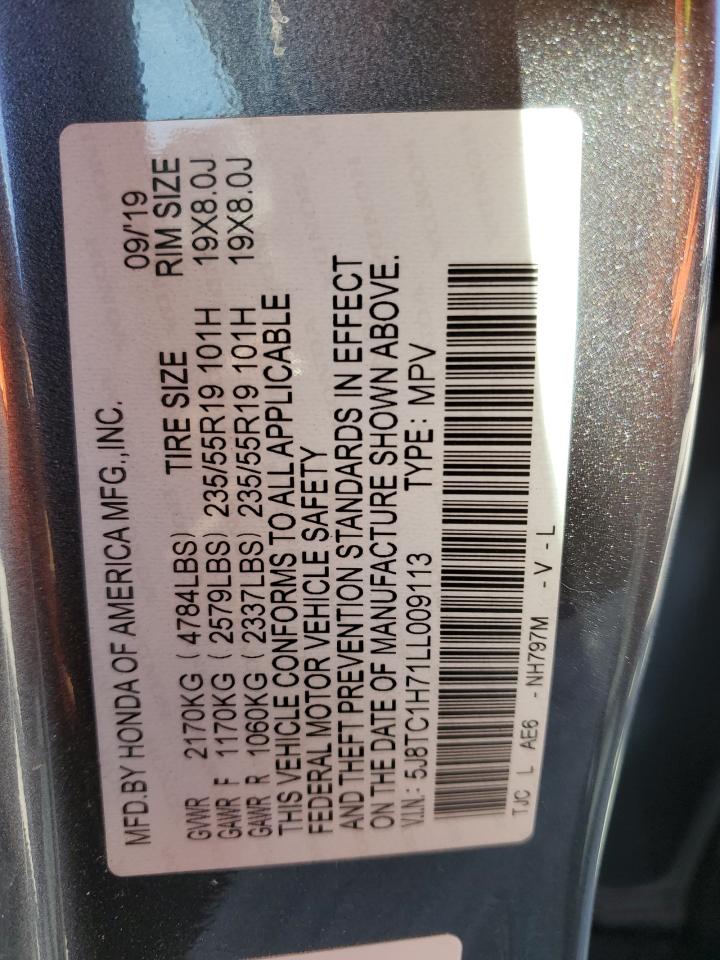 MFD.BY HONDA OF AMERICA MFG.,INC. 09/'19
TIRE SIZE RIM SIZE
GVWR 2170KG ( 4784LBS)
GAWR F 1170KG ( 2579LBS) 235/55R19 101H 19X8.0J
GAWR R 1060KG ( 2337LBS) 235/55R19 101H 19X8.0J
THIS VEHICLE CONFORMS TO ALL APPLICABLE
FEDERAL MOTOR VEHICLE SAFETY
AND THEFT PREVENTION STANDARDS IN EFFECT
ON THE DATE OF MANUFACTURE SHOWN ABOVE.
V.I.N.: 5J8TC1H71LL009113 TYPE: MPV
TJC L AE6 - NH797M - V - L